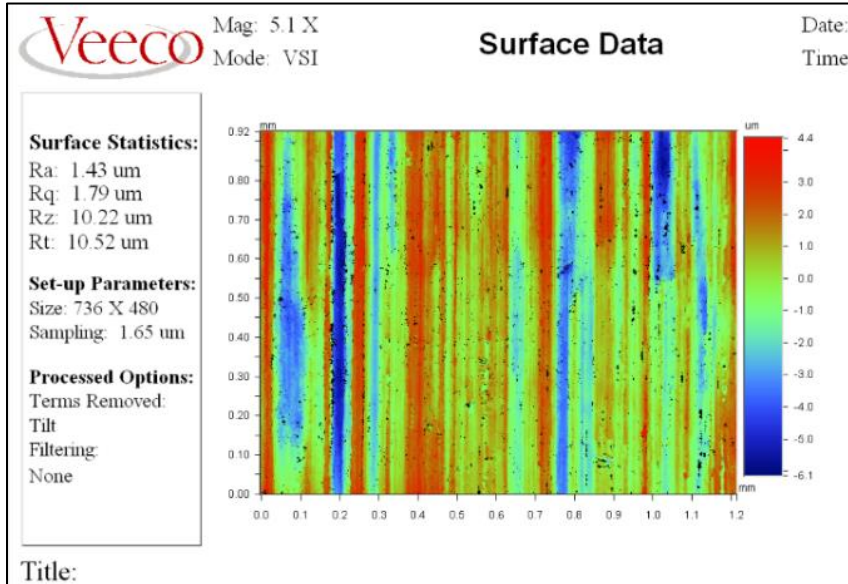 Veeco
Mag: 5.1 X
Mode: VSI
Surface Data
Date:
Time
Surface Statistics:
Ra: 1.43 um
Rq: 1.79 um
Rz: 10.22 um
Rt: 10.52 um
Set-up Parameters:
Size: 736 X 480
Sampling: 1.65 um
Processed Options:
Terms Removed:
Tilt
Filtering:
None
mm
0.92
0.80
0.70
0.60
0.50
0.40
0.30
0.20
0.10
0.00
0.0 0.1 0.2 0.3 0.4 0.5 0.6 0.7 0.8 0.9 1.0 1.1 1.2
mm
um
4.4
3.0
2.0
1.0
0.0
-1.0
-2.0
-3.0
-4.0
-5.0
-6.1
Title: